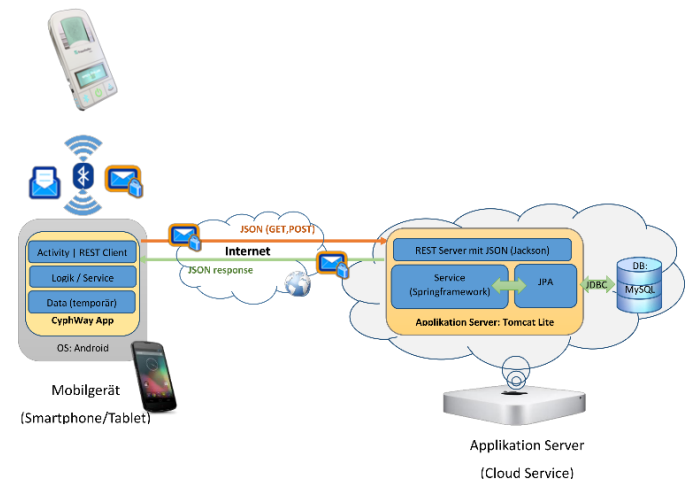 JSON (GET,POST)
Internet
JSON response
Activity | REST Client
Logik / Service
Data (temporär)
CyphWay App
OS: Android
Mobilgerät
(Smartphone/Tablet)
REST Server mit JSON (Jackson)
Service
(Springframework)
JPA
Applikation Server: Tomcat Lite
JDBC
DB:
MySQL
Applikation Server
(Cloud Service)